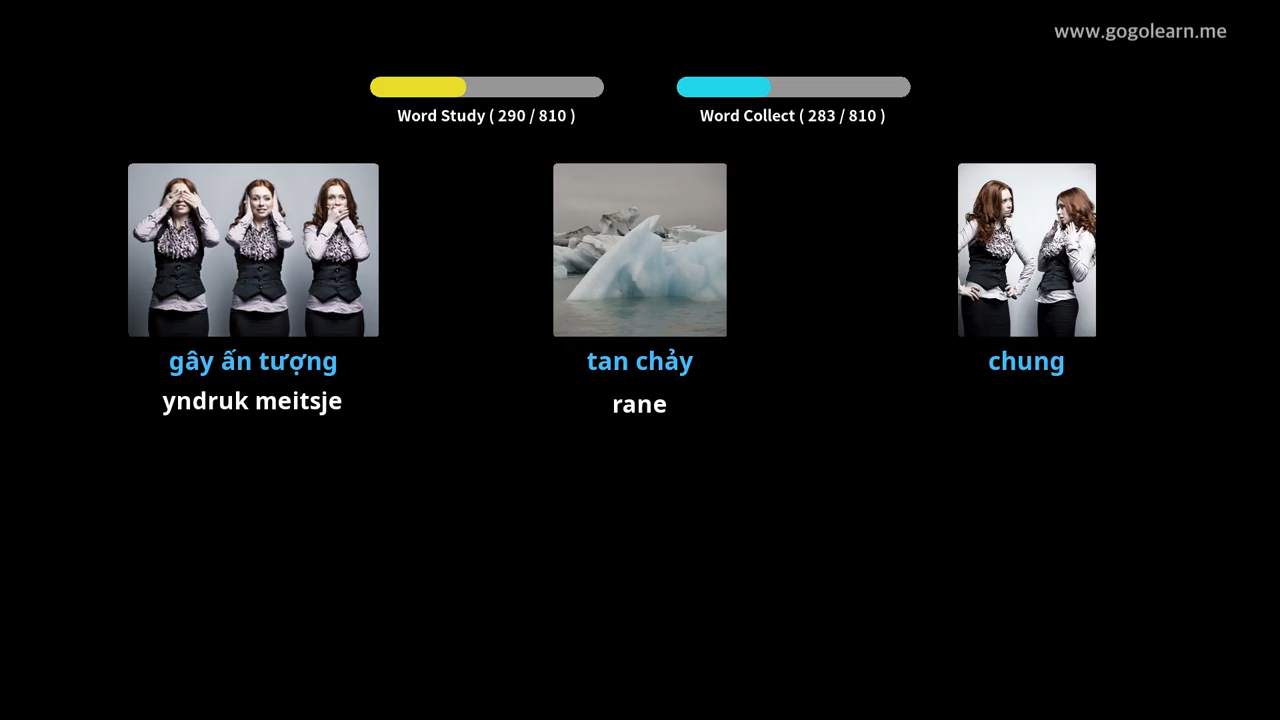 www.gogolearn.me
Word Study ( 290 / 810 )
Word Collect ( 283 / 810 )
gây ấn tượng
tan chảy
chung
yndruk meitsje
rane